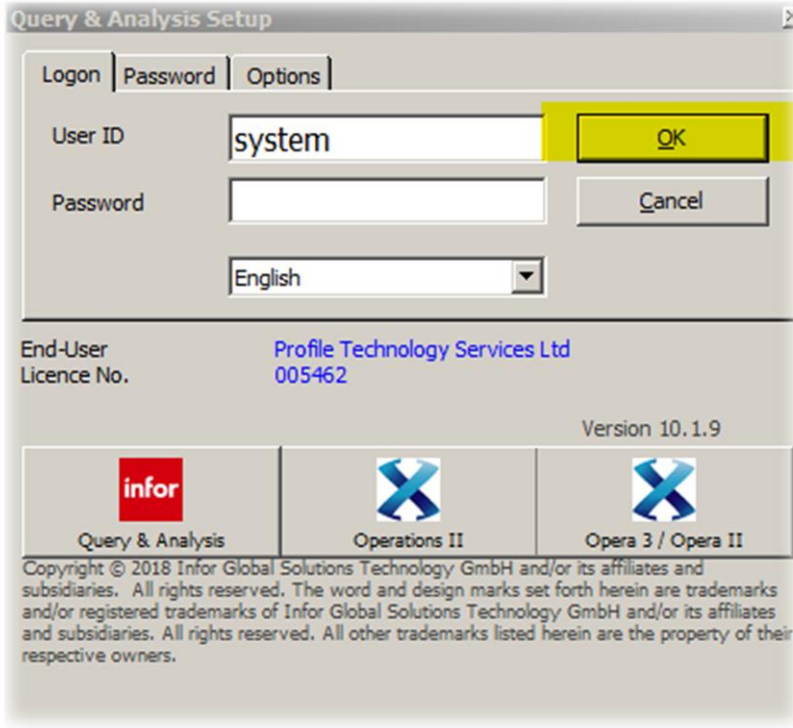 Query & Analysis Setup
Logon Password Options
User ID system OK
Password Cancel
English
End-User Profile Technology Services Ltd
Licence No. 005462
Version 10.1.9
infor
Query & Analysis Operations II Opera 3 / Opera II
Copyright © 2018 Infor Global Solutions Technology GmbH and/or its affiliates and
subsidiaries. All rights reserved. The word and design marks set forth herein are trademarks
and/or registered trademarks of Infor Global Solutions Technology GmbH and/or its affiliates
and subsidiaries. All rights reserved. All other trademarks listed herein are the property of their
respective owners.